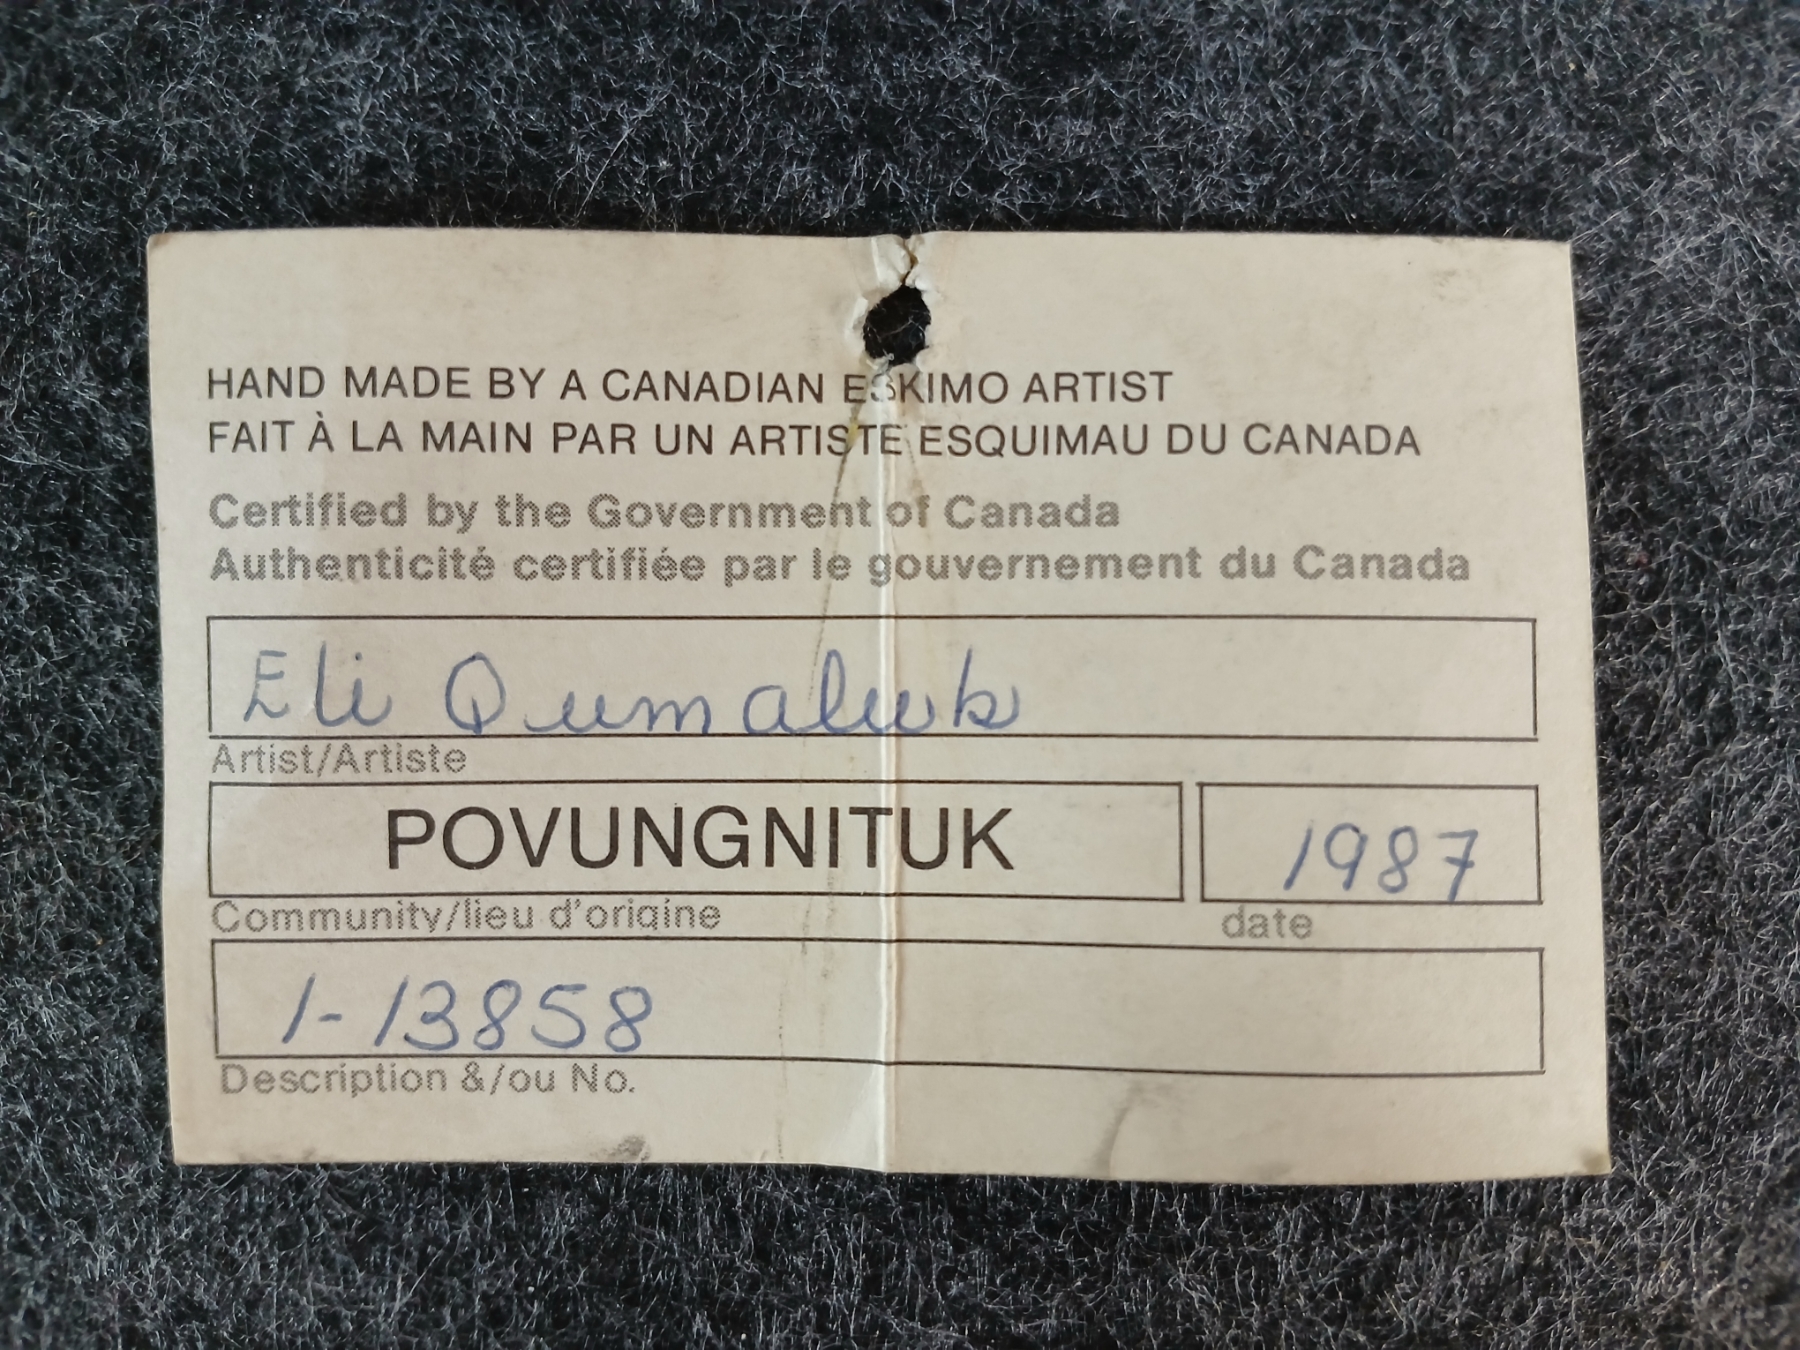 HAND MADE BY A CANADIAN ESKIMO ARTIST
FAIT À LA MAIN PAR UN ARTISTE ESQUIMAU DU CANADA
Certified by the Government of Canada
Authenticité certifiée par le gouvernement du Canada
Eli Qumaluk
Artist/Artiste
POVUNGNITUK
1987
Community/lieu d'origine
date
1-13858
Description &/ou No.